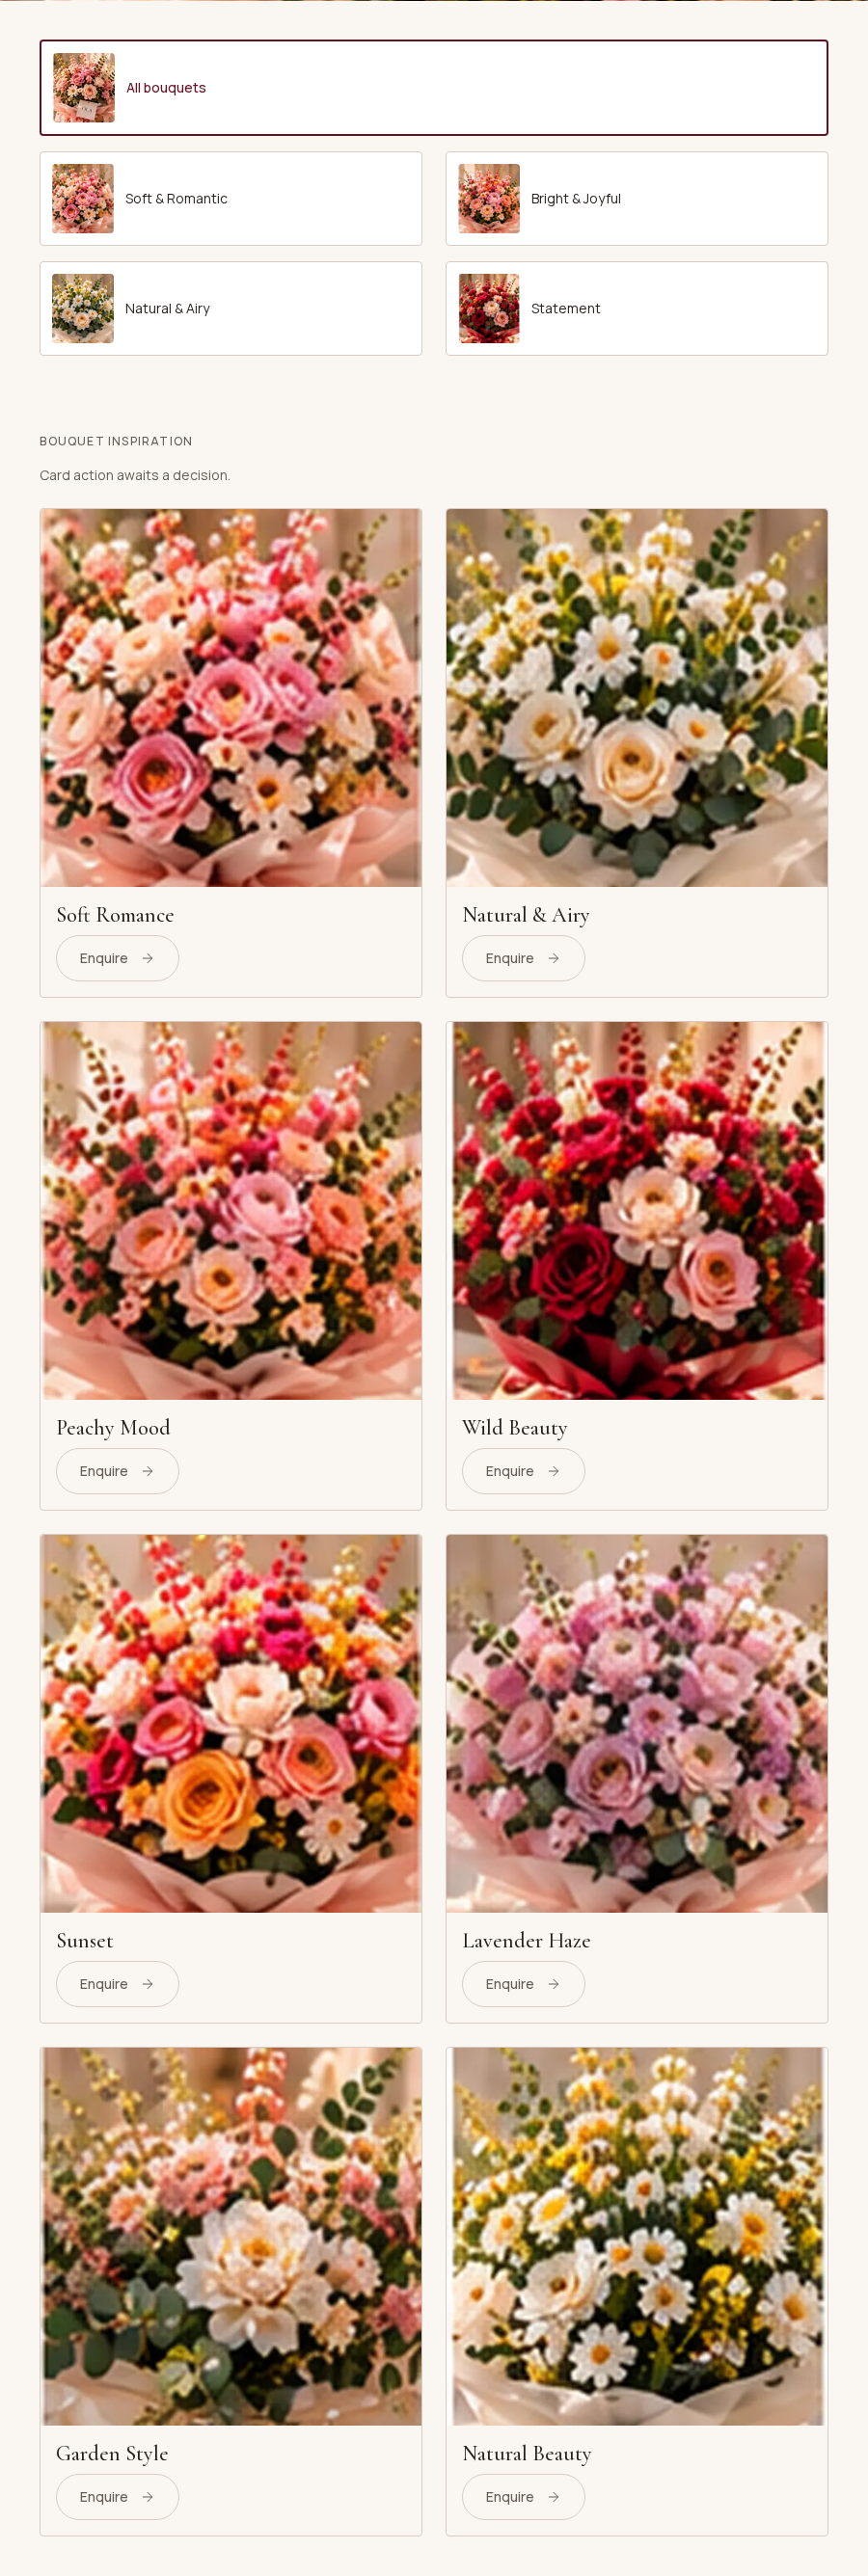 All bouquets
Soft & Romantic
Bright & Joyful
Natural & Airy
Statement
BOUQUET INSPIRATION
Card action awaits a decision.
Soft Romance
Natural & Airy
Enquire →
Enquire →
Peachy Mood
Wild Beauty
Enquire →
Enquire →
Sunset
Lavender Haze
Enquire →
Enquire →
Garden Style
Natural Beauty
Enquire →
Enquire →